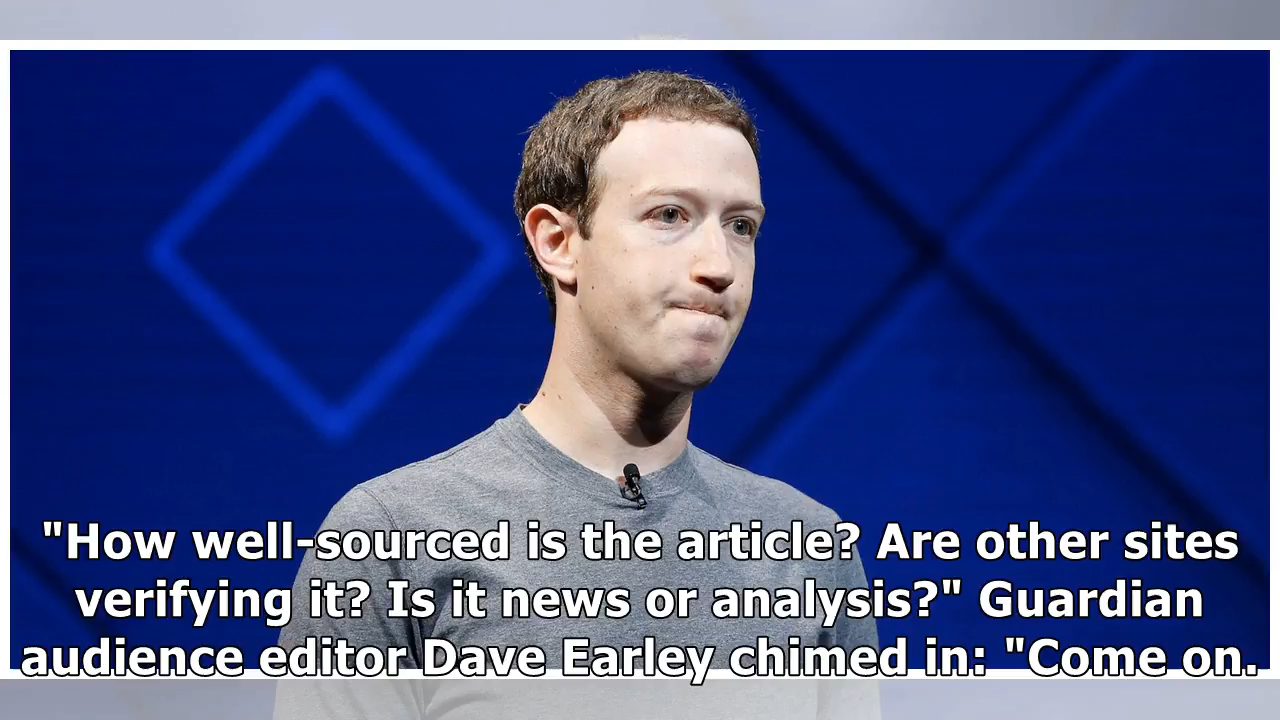 "How well-sourced is the article? Are other sites
verifying it? Is it news or analysis?" Guardian
audience editor Dave Earley chimed in: "Come on.